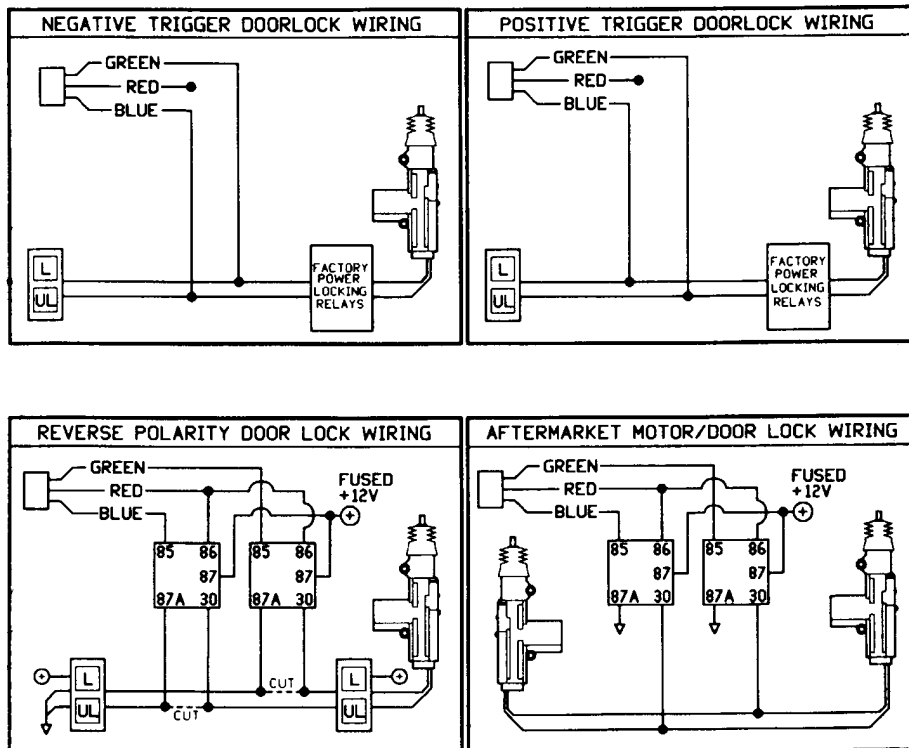 NEGATIVE TRIGGER DOORLOCK WIRING
GREEN
RED
BLUE
L
UL
FACTORY
POWER
LOCKING
RELAYS
POSITIVE TRIGGER DOORLOCK WIRING
GREEN
RED
BLUE
L
UL
FACTORY
POWER
LOCKING
RELAYS
REVERSE POLARITY DOOR LOCK WIRING
GREEN
RED
BLUE
FUSED
+12V
85 86
87
87A 30
85 86
87
87A 30
CUT
CUT
L
UL
L
UL
AFTERMARKET MOTOR/DOOR LOCK WIRING
GREEN
RED
BLUE
FUSED
+12V
85 86
87
87A 30
85 86
87
87A 30